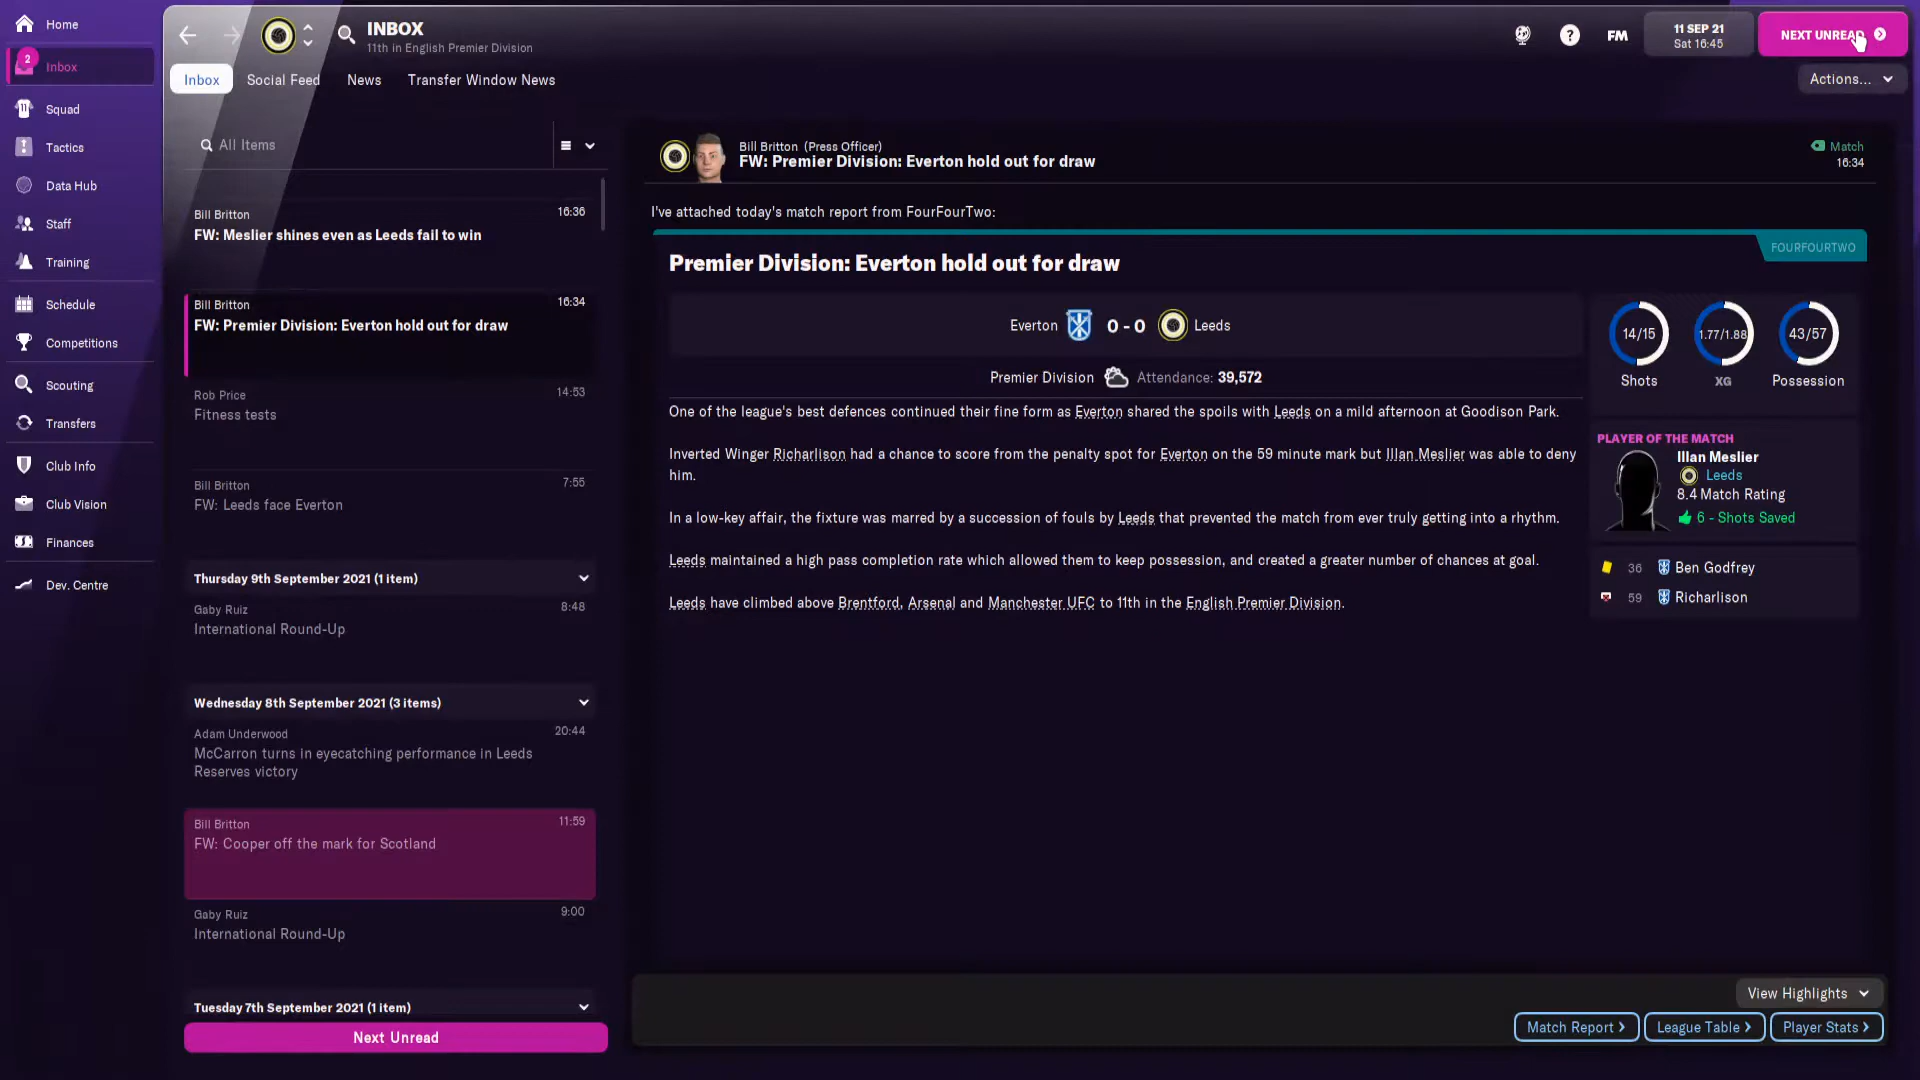 Home
2
Inbox
Squad
Tactics
Data Hub
Staff
Training
Schedule
Competitions
Scouting
Transfers
Club Info
Club Vision
Finances
Dev. Centre
INBOX
11th in English Premier Division
FM
11 SEP 21
Sat 16:45
NEXT UNREAD
Inbox
Social Feed
News
Transfer Window News
Actions...
All Items
Bill Britton
16:36
FW: Meslier shines even as Leeds fail to win
Bill Britton
16:34
FW: Premier Division: Everton hold out for draw
Rob Price
14:53
Fitness tests
Bill Britton
7:55
FW: Leeds face Everton
Thursday 9th September 2021 (1 item)
Gaby Ruiz
8:48
International Round-Up
Wednesday 8th September 2021 (3 items)
Adam Underwood
20:44
McCarron turns in eyecatching performance in Leeds
Reserves victory
Bill Britton
11:59
FW: Cooper off the mark for Scotland
Gaby Ruiz
9:00
International Round-Up
Tuesday 7th September 2021 (1 item)
Next Unread
Bill Britton (Press Officer)
FW: Premier Division: Everton hold out for draw
Match
16:34
I've attached today's match report from FourFourTwo:
FOURFOURTWO
Premier Division: Everton hold out for draw
Everton 0 - 0 Leeds
Premier Division Attendance: 39,572
One of the league's best defences continued their fine form as Everton shared the spoils with Leeds on a mild afternoon at Goodison Park.
Inverted Winger Richarlison had a chance to score from the penalty spot for Everton on the 59 minute mark but Illan Meslier was able to deny
him.
In a low-key affair, the fixture was marred by a succession of fouls by Leeds that prevented the match from ever truly getting into a rhythm.
Leeds maintained a high pass completion rate which allowed them to keep possession, and created a greater number of chances at goal.
Leeds have climbed above Brentford, Arsenal and Manchester UFC to 11th in the English Premier Division.
14/15
1.77/1.88
43/57
Shots
XG
Possession
PLAYER OF THE MATCH
Illan Meslier
Leeds
8.4 Match Rating
6 - Shots Saved
36 Ben Godfrey
59 Richarlison
View Highlights
Match Report
League Table
Player Stats